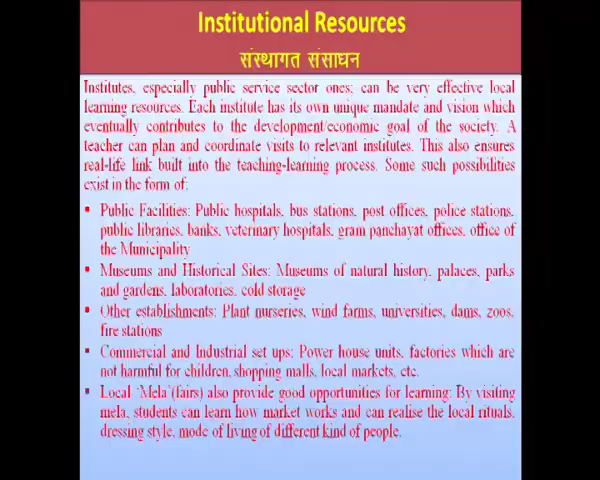 Institutional Resources
संस्थागत संसाधन
Institutes, especially public service sector ones; can be very effective local
learning resources. Each institute has its own unique mandate and vision which
eventually contributes to the development/economic goal of the society. A
teacher can plan and coordinate visits to relevant institutes. This also ensures
real-life link built into the teaching-learning process. Some such possibilities
exist in the form of:
• Public Facilities: Public hospitals, bus stations, post offices, police stations,
public libraries, banks, veterinary hospitals, gram panchayat offices, office of
the Municipality
• Museums and Historical Sites: Museums of natural history, palaces, parks
and gardens, laboratories, cold storage
• Other establishments: Plant nurseries, wind farms, universities, dams, zoos,
fire stations
• Commercial and Industrial set ups: Power house units, factories which are
not harmful for children, shopping malls, local markets, etc.
• Local 'Mela'(fairs) also provide good opportunities for learning: By visiting
mela, students can learn how market works and can realise the local rituals,
dressing style, mode of living of different kind of people.